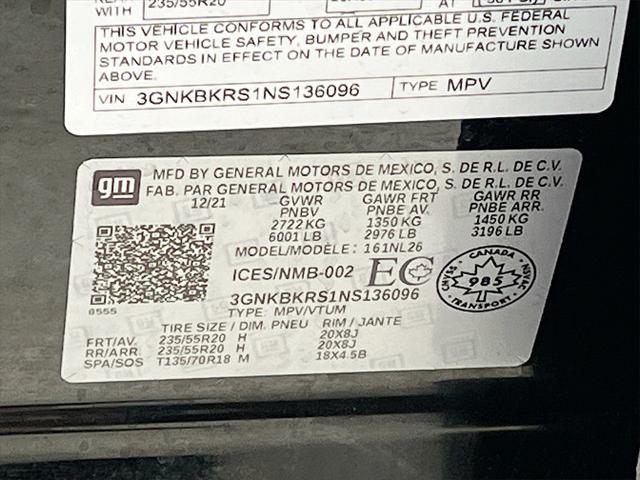 WITH 235/55R20
THIS VEHICLE CONFORMS TO ALL APPLICABLE U.S. FEDERAL
MOTOR VEHICLE SAFETY, BUMPER AND THEFT PREVENTION
STANDARDS IN EFFECT ON THE DATE OF MANUFACTURE SHOWN
ABOVE.
VIN 3GNKBKRS1NS136096 TYPE MPV
gm
MFD BY GENERAL MOTORS DE MEXICO, S. DE R.L. DE C.V.
FAB. PAR GENERAL MOTORS DE MEXICO, S. DE R.L. DE C.V.
12/21 GVWR GAWR FRT GAWR RR
PNBV PNBE AV. PNBE ARR.
2722 KG 1350 KG 1450 KG
6001 LB 2976 LB 3196 LB
MODEL/MODÈLE: 161NL26
ICES/NMB-002 EC
CANADA
985
TRANSPORT
3GNKBKRS1NS136096
0555
TYPE: MPV/VTUM
TIRE SIZE / DIM. PNEU RIM / JANTE
FRT/AV. 235/55R20 H 20X8J
RR/ARR. 235/55R20 H 20X8J
SPA/SOS T135/70R18 M 18X4.5B